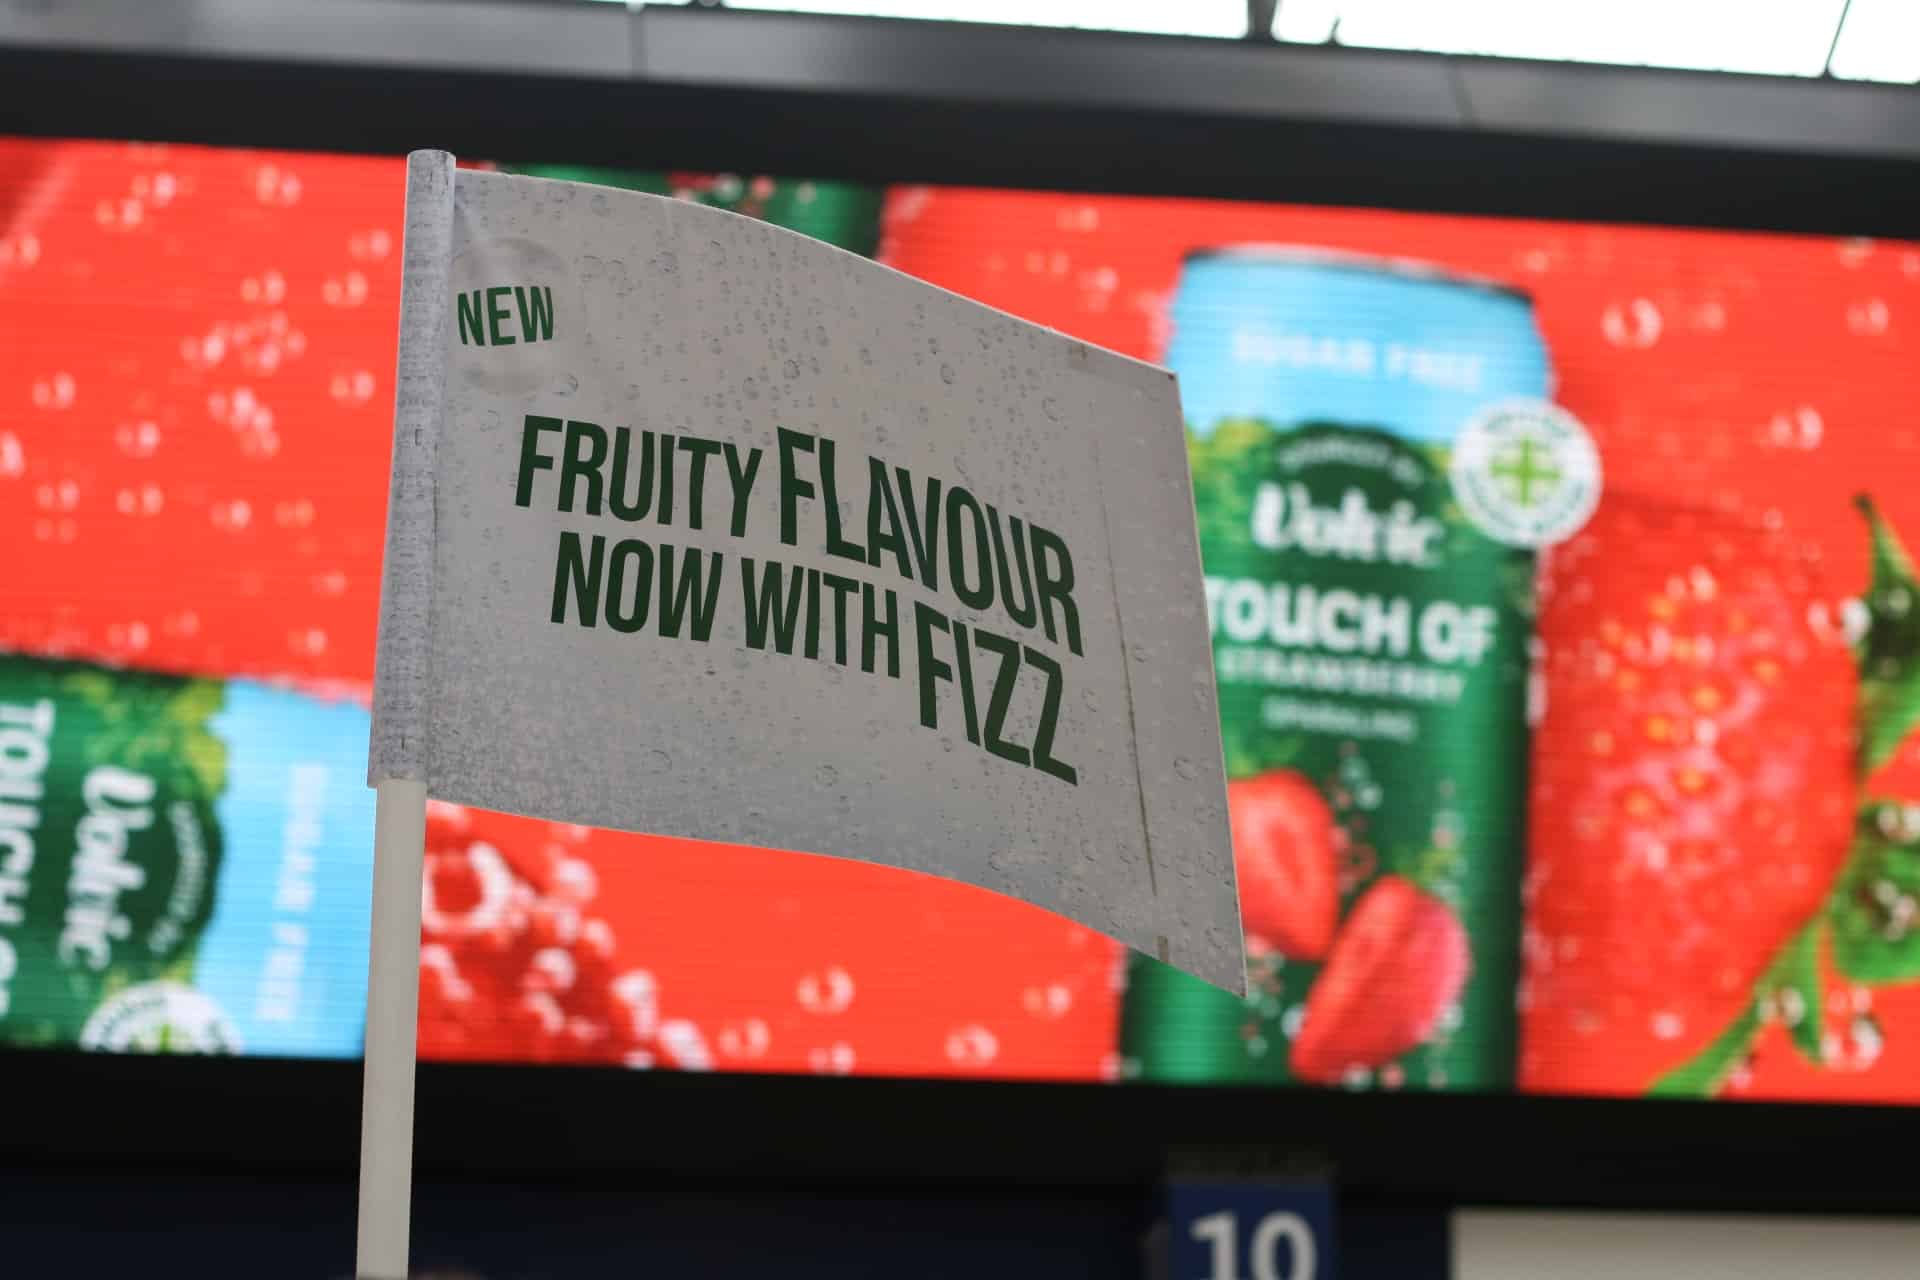 NEW
FRUITY FLAVOUR
NOW WITH FIZZ
SUGAR FREE
Volvic
TOUCH OF
STRAWBERRY
SPARKLING
TOUCH OF
Volvic
SUGAR FREE
10